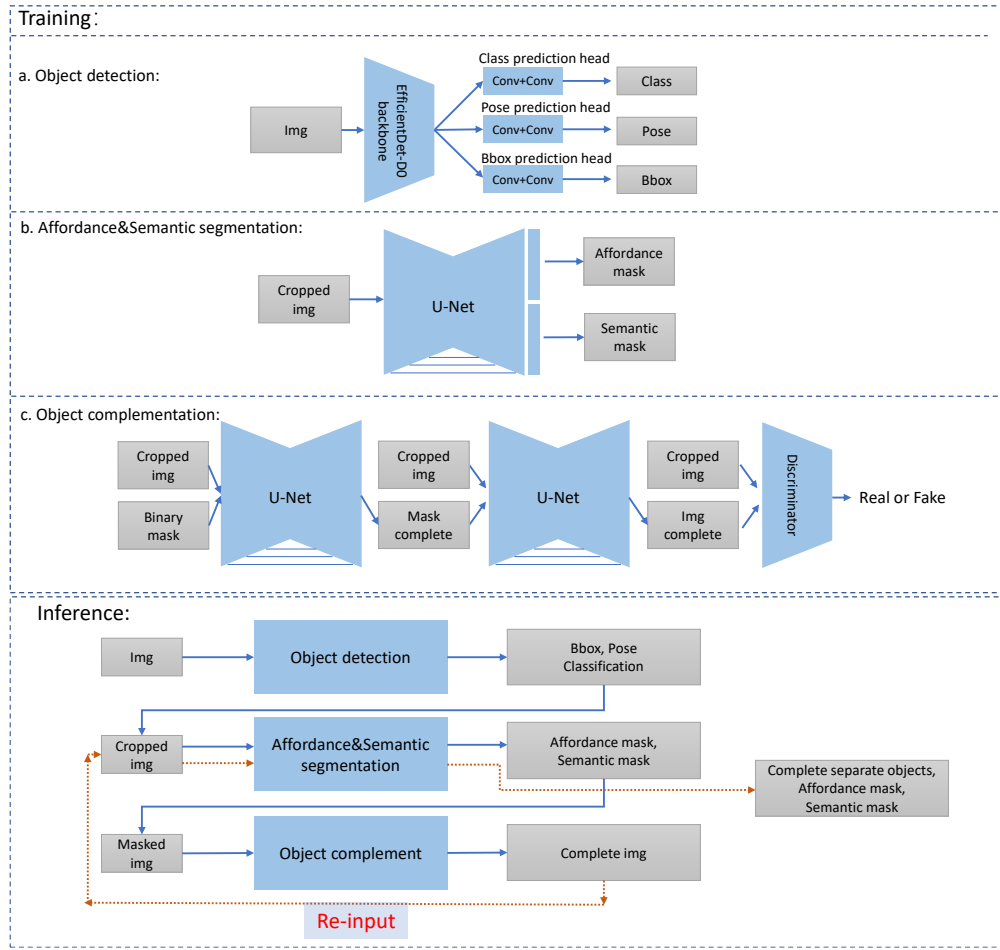 Training:
a. Object detection:
Img
EfficientDet-D0
backbone
Class prediction head
Conv+Conv
Class
Pose prediction head
Conv+Conv
Pose
Bbox prediction head
Conv+Conv
Bbox
b. Affordance&Semantic segmentation:
Cropped
img
U-Net
Affordance
mask
Semantic
mask
c. Object complementation:
Cropped
img
Binary
mask
U-Net
Cropped
img
Mask
complete
U-Net
Cropped
img
Img
complete
Discriminator
Real or Fake
Inference:
Img
Object detection
Bbox, Pose
Classification
Cropped
img
Affordance&Semantic
segmentation
Affordance mask,
Semantic mask
Complete separate objects,
Affordance mask,
Semantic mask
Masked
img
Object complement
Complete img
Re-input